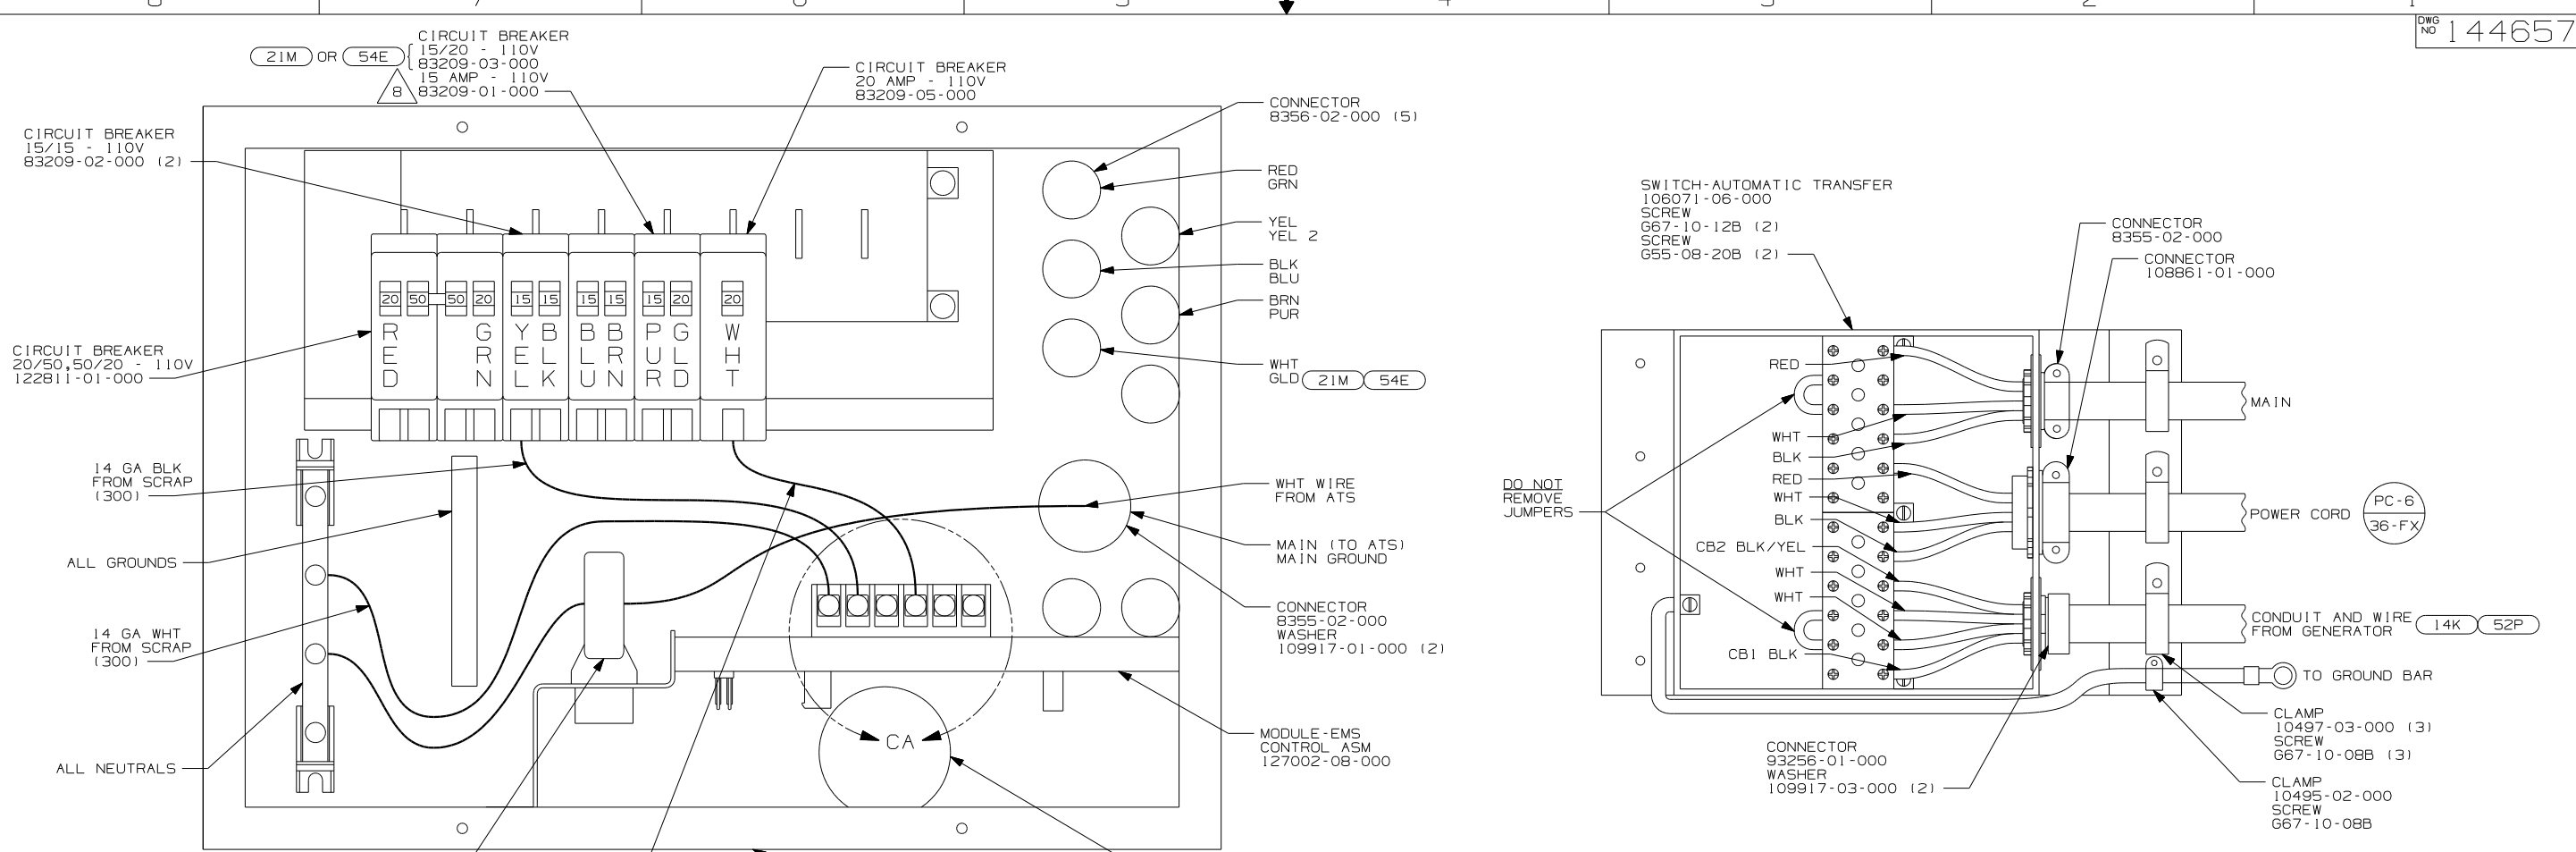 DWG NO 144657
21M OR 54E
CIRCUIT BREAKER
15/20 - 110V
83209-03-000
8
15 AMP - 110V
83209-01-000
CIRCUIT BREAKER
20 AMP - 110V
83209-05-000
CIRCUIT BREAKER
15/15 - 110V
83209-02-000 (2)
CONNECTOR
8356-02-000 (5)
RED
GRN
YEL
YEL 2
BLK
BLU
BRN
PUR
WHT
GLD 21M 54E
20 50 50 20 15 15 15 15 15 20 20
RED GRN YEL BLK BLU BRN PUR GLD WHT
CIRCUIT BREAKER
20/50,50/20 - 110V
122811-01-000
14 GA BLK
FROM SCRAP
(300)
ALL GROUNDS
14 GA WHT
FROM SCRAP
(300)
ALL NEUTRALS
WHT WIRE
FROM ATS
MAIN (TO ATS)
MAIN GROUND
CONNECTOR
8355-02-000
WASHER
109917-01-000 (2)
MODULE-EMS
CONTROL ASM
127002-08-000
CA
SWITCH-AUTOMATIC TRANSFER
106071-06-000
SCREW
G67-10-12B (2)
SCREW
G55-08-20B (2)
CONNECTOR
8355-02-000
CONNECTOR
108861-01-000
RED
WHT
BLK
RED
WHT
BLK
CB2 BLK/YEL
WHT
WHT
CB1 BLK
DO NOT
REMOVE
JUMPERS
MAIN
POWER CORD
PC-6
36-FX
CONDUIT AND WIRE
FROM GENERATOR 14K 52P
TO GROUND BAR
CLAMP
10497-03-000 (3)
SCREW
G67-10-08B (3)
CLAMP
10495-02-000
SCREW
G67-10-08B
CONNECTOR
93256-01-000
WASHER
109917-03-000 (2)